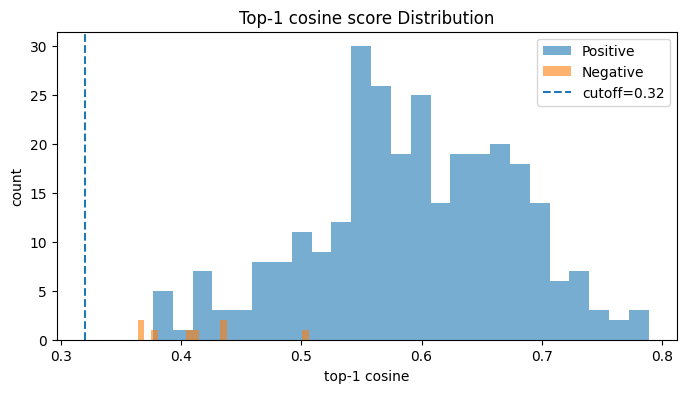 Top-1 cosine score Distribution
Positive
Negative
cutoff=0.32
count
30
25
20
15
10
5
0
0.3 0.4 0.5 0.6 0.7 0.8
top-1 cosine